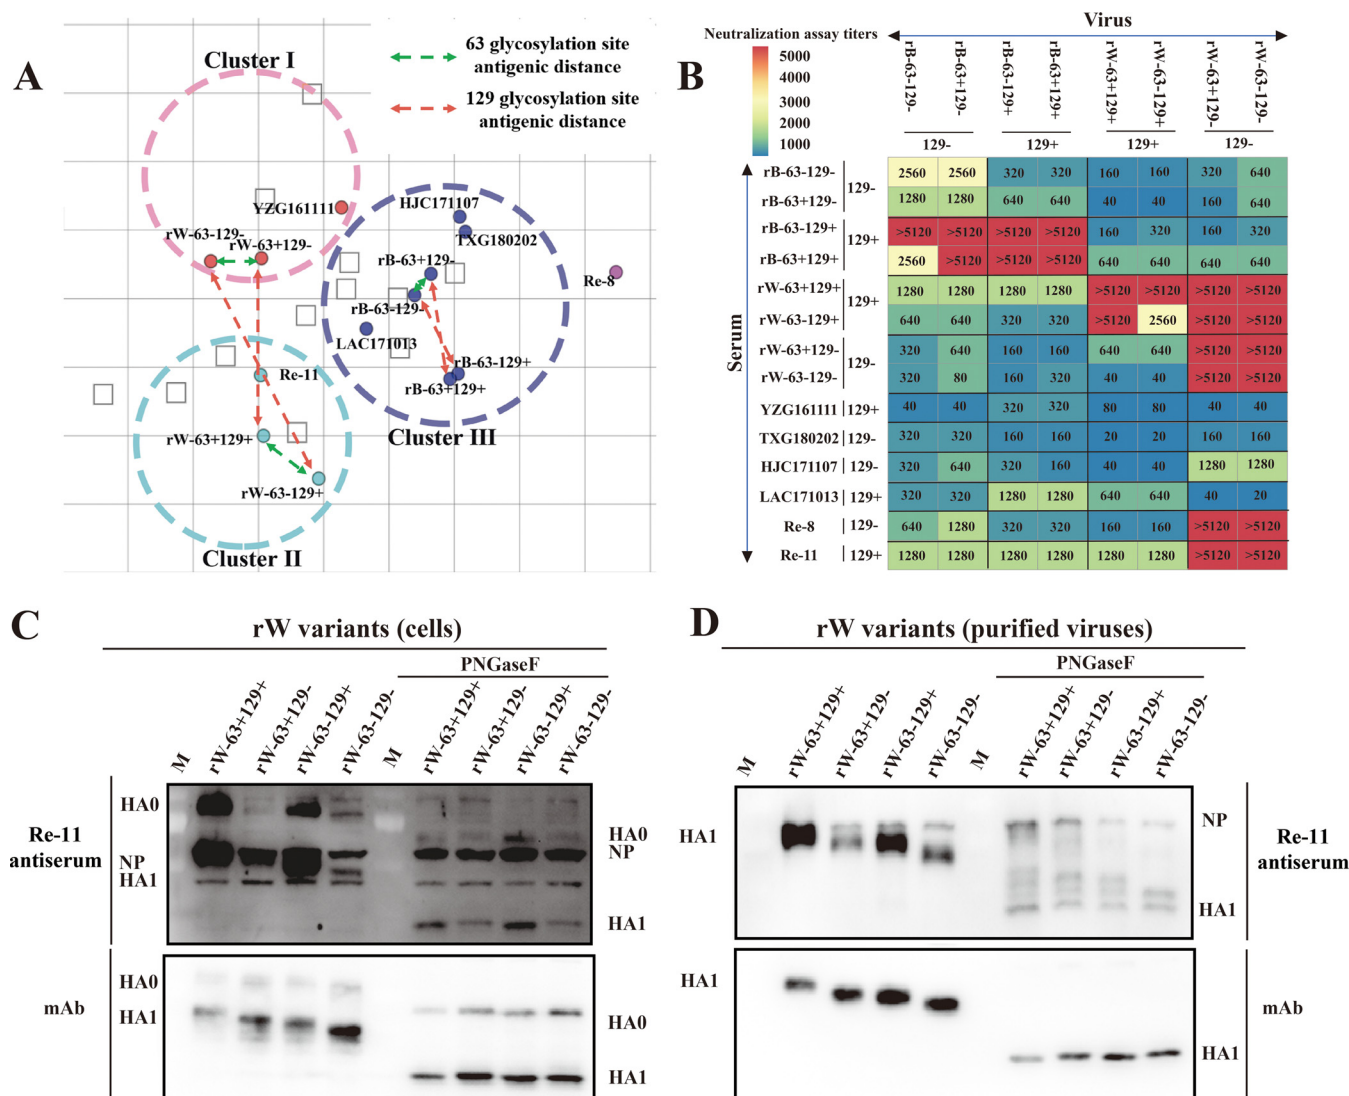 A
Cluster I
63 glycosylation site
antigenic distance
129 glycosylation site
antigenic distance
YZG161111
HJC171107
TXG180202
rW-63-129-
rW-63+129-
rB-63+129-
Re-8
rB-63-129-
LAC171013
rB-63-129+
Re-11
rB-63+129+
Cluster III
rW-63+129+
rW-63-129+
Cluster II
B
Virus
Neutralization assay titers
5000
4000
3000
2000
1000
rB-63-129- rB-63+129- rB-63-129+ rB-63+129+ rW-63+129+ rW-63-129+ rW-63+129- rW-63-129-
129- 129+ 129+ 129-
Serum
rB-63-129- 129- 2560 2560 320 320 160 160 320 640
rB-63+129- 1280 1280 640 640 40 40 160 640
rB-63-129+ 129+ >5120 >5120 >5120 >5120 160 320 160 320
rB-63+129+ 2560 >5120 >5120 >5120 640 640 640 640
rW+63+129+ 129+ 1280 1280 1280 1280 >5120 >5120 >5120 >5120
rW-63-129+ 640 640 320 320 >5120 2560 >5120 >5120
rW-63+129- 129- 320 640 160 160 640 640 >5120 >5120
rW-63-129- 320 80 160 320 40 40 >5120 >5120
YZG161111 129+ 40 40 320 320 80 80 40 40
TXG180202 129- 320 320 160 160 20 20 160 160
HJC171107 129- 320 640 320 160 40 40 1280 1280
LAC171013 129+ 320 320 1280 1280 640 640 40 20
Re-8 129- 640 1280 320 320 160 160 >5120 >5120
Re-11 129+ 1280 1280 1280 1280 1280 1280 >5120 >5120
C
rW variants (cells)
PNGaseF
M rW-63+129+ rW-63+129- rW-63-129+ rW-63-129- M rW-63+129+ rW-63+129- rW-63-129+ rW-63-129-
Re-11
antiserum
HA0
NP
HA1
HA0
NP
HA1
mAb
HA0
HA1
HA0
HA1
D
rW variants (purified viruses)
PNGaseF
M rW-63+129+ rW-63+129- rW-63-129+ rW-63-129- M rW-63+129+ rW-63+129- rW-63-129+ rW-63-129-
HA1
NP
HA1
Re-11
antiserum
HA1
HA1
mAb